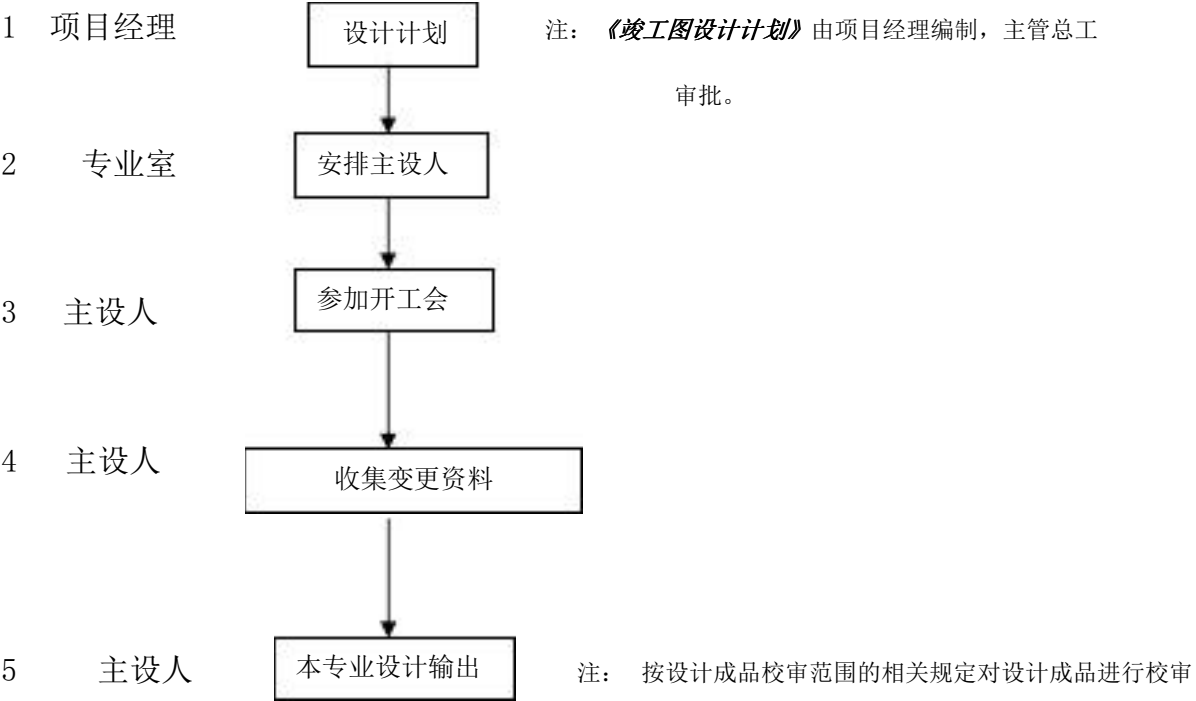 1 项目经理 设计计划 注：《竣工图设计计划》由项目经理编制，主管总工
审批。
2 专业室 安排主设人
3 主设人 参加开工会
4 主设人 收集变更资料
5 主设人 本专业设计输出 注： 按设计成品校审范围的相关规定对设计成品进行校审